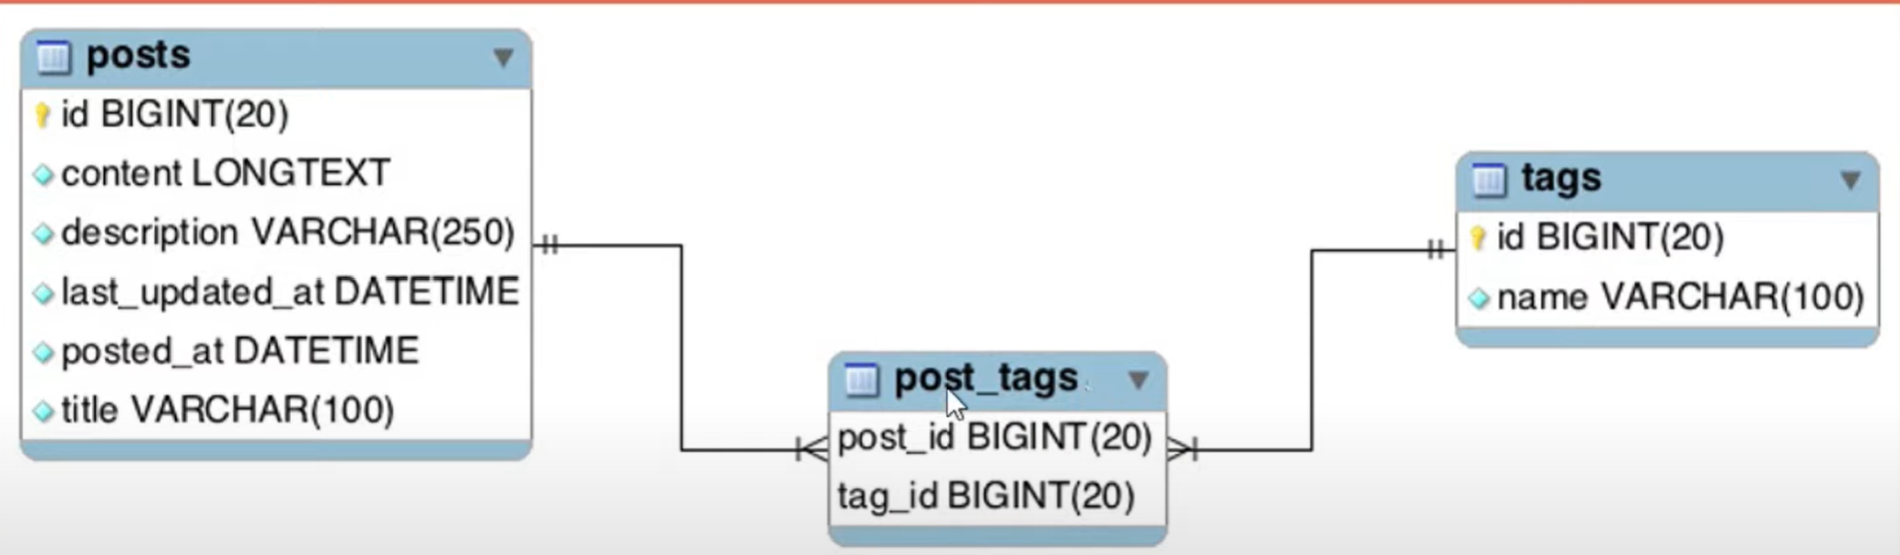 posts
id BIGINT(20)
content LONGTEXT
description VARCHAR(250)
last_updated_at DATETIME
posted_at DATETIME
title VARCHAR(100)
post_tags
post_id BIGINT(20)
tag_id BIGINT(20)
tags
id BIGINT(20)
name VARCHAR(100)